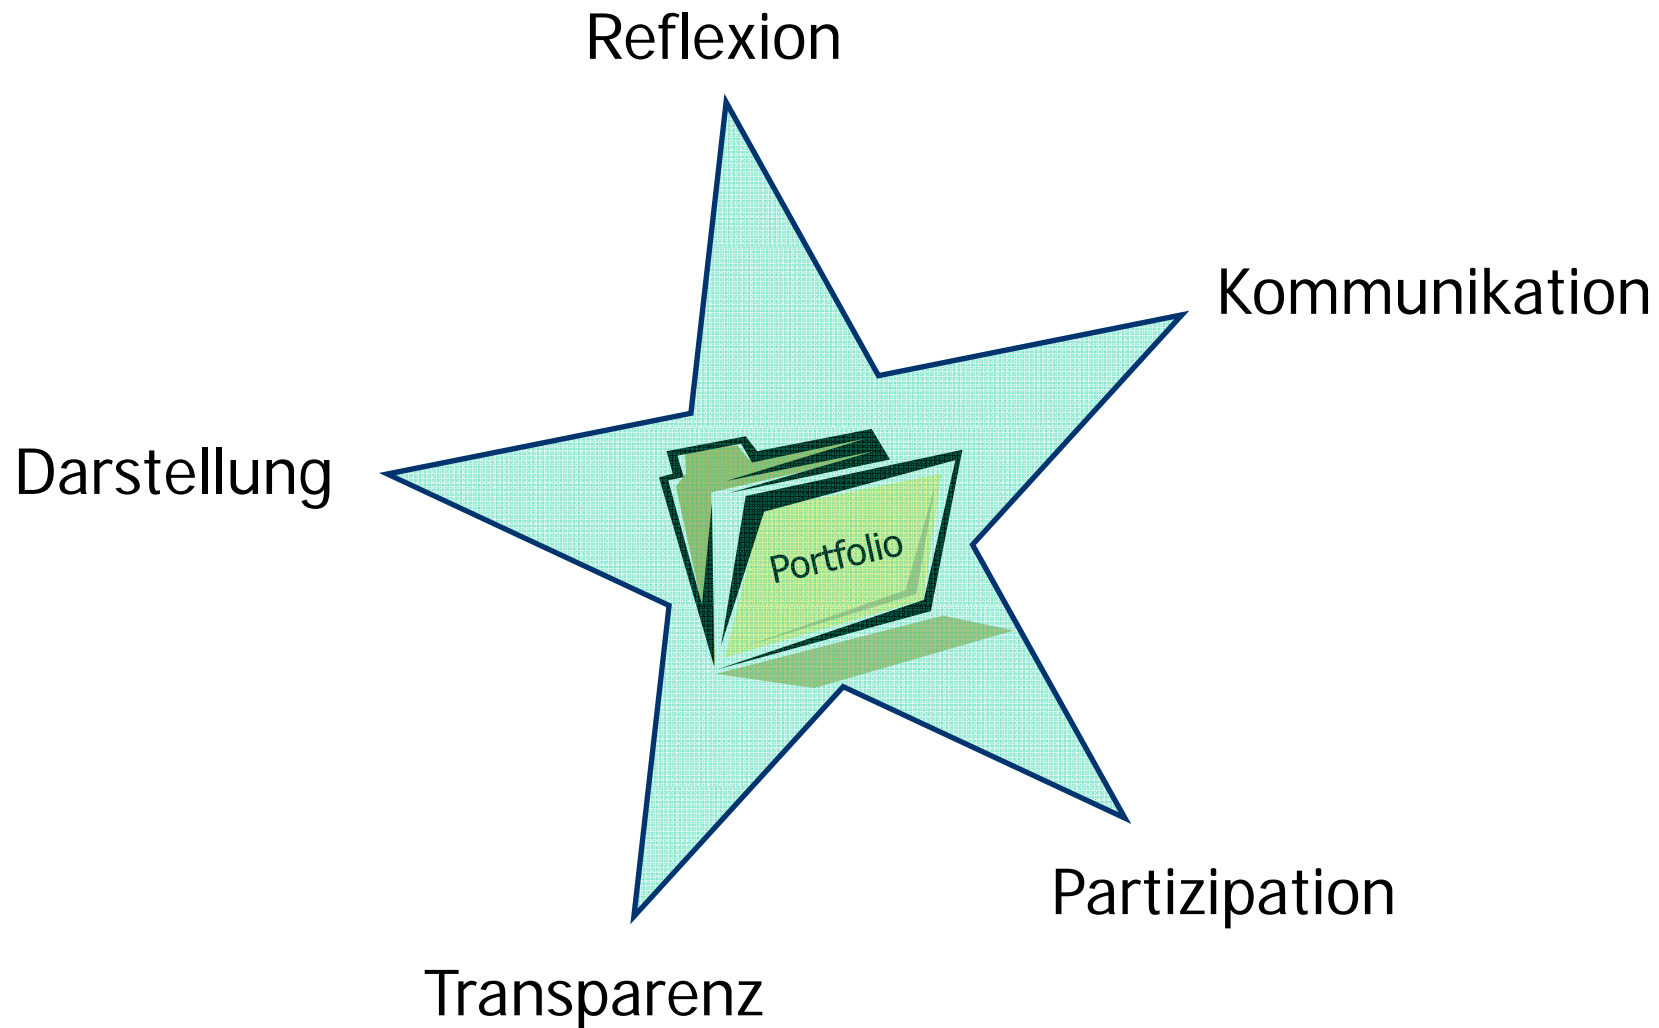 Reflexion
Kommunikation
Darstellung
Portfolio
Partizipation
Transparenz